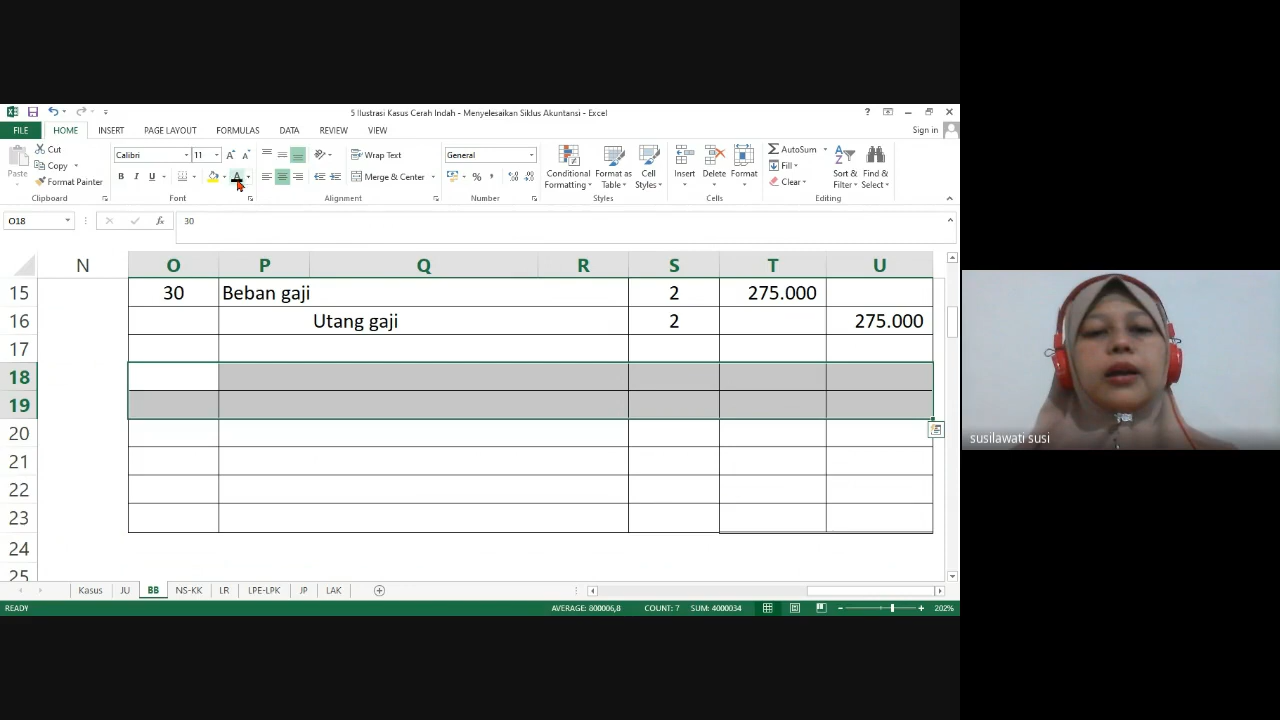 5 Ilustrasi Kasus Cerah Indah - Menyelesaikan Siklus Akuntansi - Excel
FILE HOME INSERT PAGE LAYOUT FORMULAS DATA REVIEW VIEW Sign in
Paste
Cut
Copy
Format Painter
Clipboard
Calibri 11
B I U
Font
Wrap Text
Merge & Center
Alignment
General
%
Number
Conditional Formatting
Format as Table
Cell Styles
Styles
Insert
Delete
Format
Cells
AutoSum
Fill
Clear
Sort & Filter
Find & Select
Editing
O18 fx 30
N O P Q R S T U
15 30 Beban gaji 2 275.000
16 Utang gaji 2 275.000
17
18
19
20
21
22
23
24
25
Kasus JU BB NS-KK LR LPE-LPK JP LAK
READY AVERAGE: 800006,8 COUNT: 7 SUM: 4000034 202%
susilawati susi